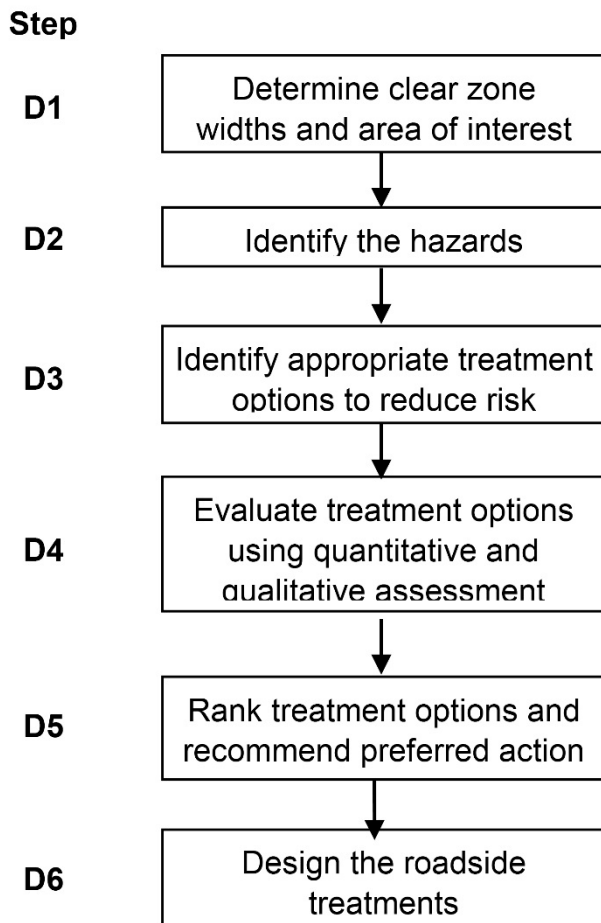 Step
D1
Determine clear zone
widths and area of interest
D2
Identify the hazards
D3
Identify appropriate treatment
options to reduce risk
D4
Evaluate treatment options
using quantitative and
qualitative assessment
D5
Rank treatment options and
recommend preferred action
D6
Design the roadside
treatments